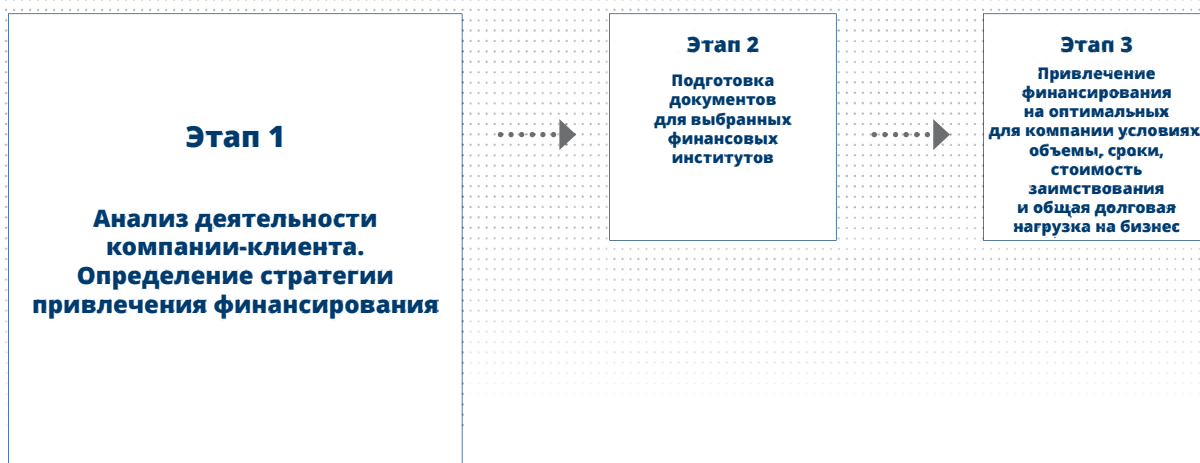 Этап 1
Анализ деятельности
компании-клиента.
Определение стратегии
привлечения финансирования
Этап 2
Подготовка
документов
для выбранных
финансовых
институтов
Этап 3
Привлечение
финансирования
на оптимальных
для компании условиях
объемы, сроки,
стоимость
заимствования
и общая долговая
нагрузка на бизнес